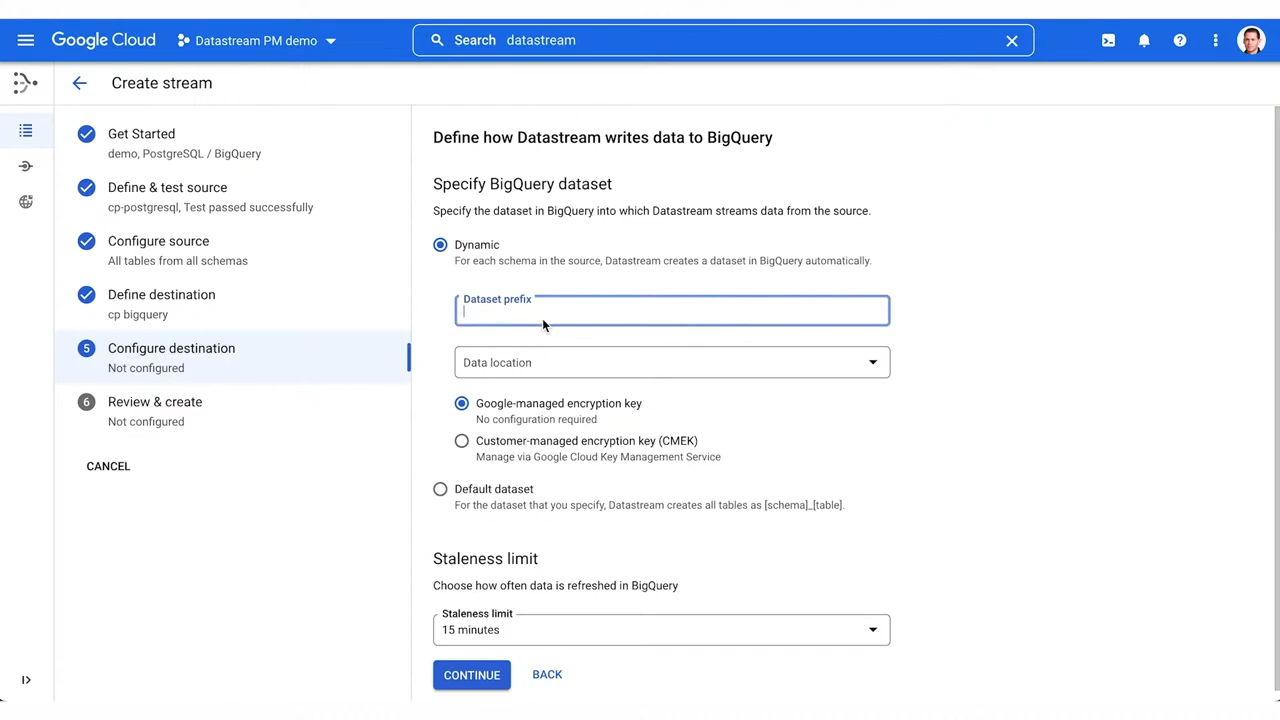 Google Cloud
Datastream PM demo
Search datastream
Create stream
Get Started
demo, PostgreSQL / BigQuery
Define & test source
cp-postgresql, Test passed successfully
Configure source
All tables from all schemas
Define destination
cp bigquery
5 Configure destination
Not configured
6 Review & create
Not configured
CANCEL
Define how Datastream writes data to BigQuery
Specify BigQuery dataset
Specify the dataset in BigQuery into which Datastream streams data from the source.
Dynamic
For each schema in the source, Datastream creates a dataset in BigQuery automatically.
Dataset prefix
Data location
Google-managed encryption key
No configuration required
Customer-managed encryption key (CMEK)
Manage via Google Cloud Key Management Service
Default dataset
For the dataset that you specify, Datastream creates all tables as [schema]_[table].
Staleness limit
Choose how often data is refreshed in BigQuery
Staleness limit
15 minutes
CONTINUE BACK